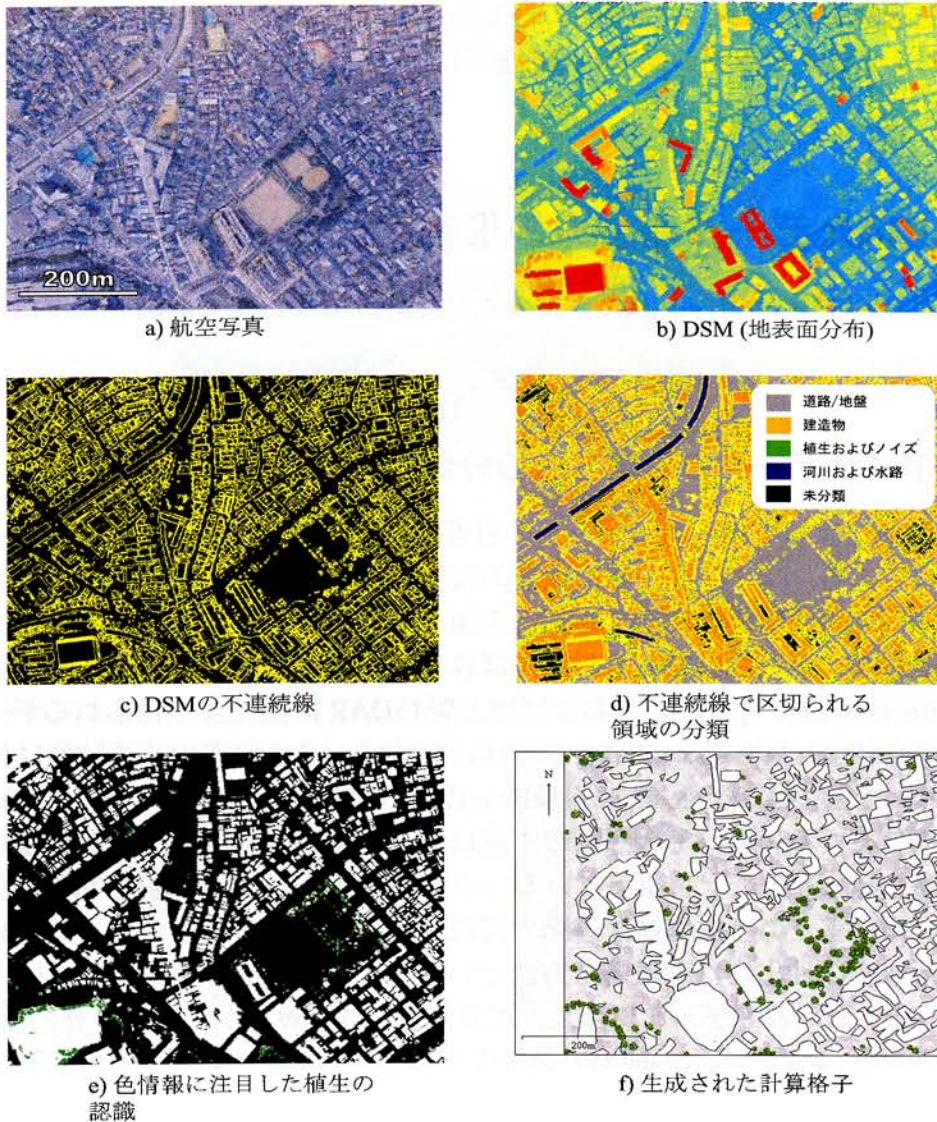 200m
a) 航空写真
b) DSM (地表面分布)
道路/地盤
建造物
植生およびノイズ
河川および水路
未分類
c) DSMの不連続線
d) 不連続線で区切られる
領域の分類
N
200m
e) 色情報に注目した植生の
認識
f) 生成された計算格子